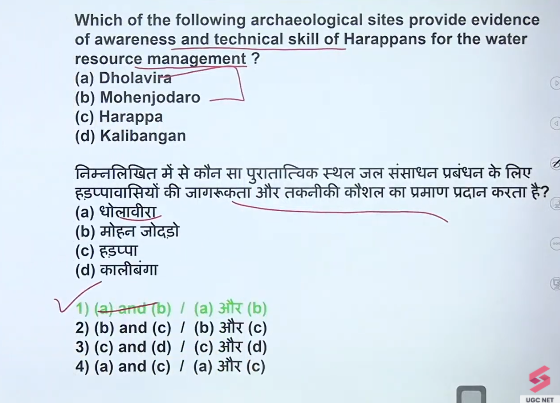 Which of the following archaeological sites provide evidence
of awareness and technical skill of Harappans for the water
resource management ?
(a) Dholavira
(b) Mohenjodaro
(c) Harappa
(d) Kalibangan
निम्नलिखित में से कौन सा पुरातात्विक स्थल जल संसाधन प्रबंधन के लिए
हड़प्पावासियों की जागरूकता और तकनीकी कौशल का प्रमाण प्रदान करता है?
(a) धोलावीरा
(b) मोहन जोदड़ो
(c) हड़प्पा
(d) कालीबंगा
1) (a) and (b) / (a) और (b)
2) (b) and (c) / (b) और (c)
3) (c) and (d) / (c) और (d)
4) (a) and (c) / (a) और (c)
UGC NET